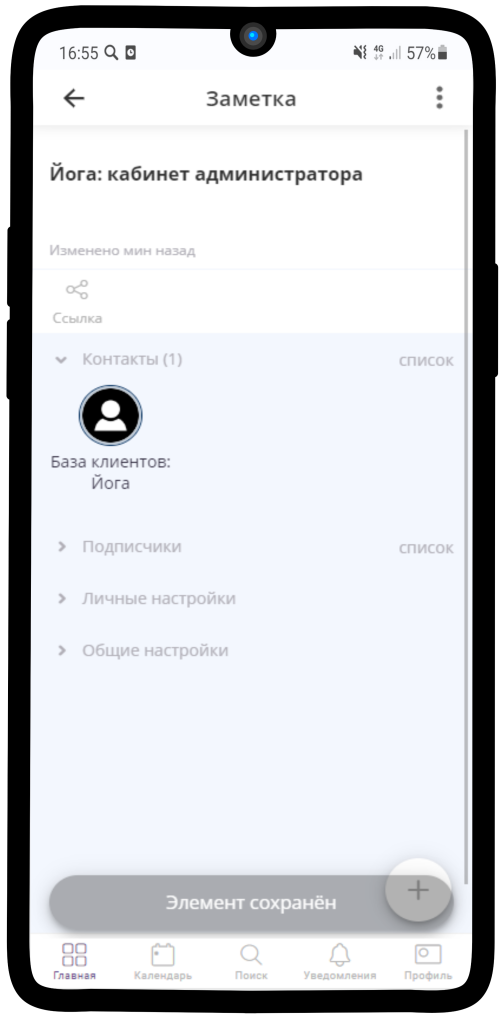 16:55
4G
57%
Заметка
Йога: кабинет администратора
Изменено мин назад
Ссылка
Контакты (1)
список
База клиентов:
Йога
Подписчики
список
Личные настройки
Общие настройки
Элемент сохранён
Главная
Календарь
Поиск
Уведомления
Профиль